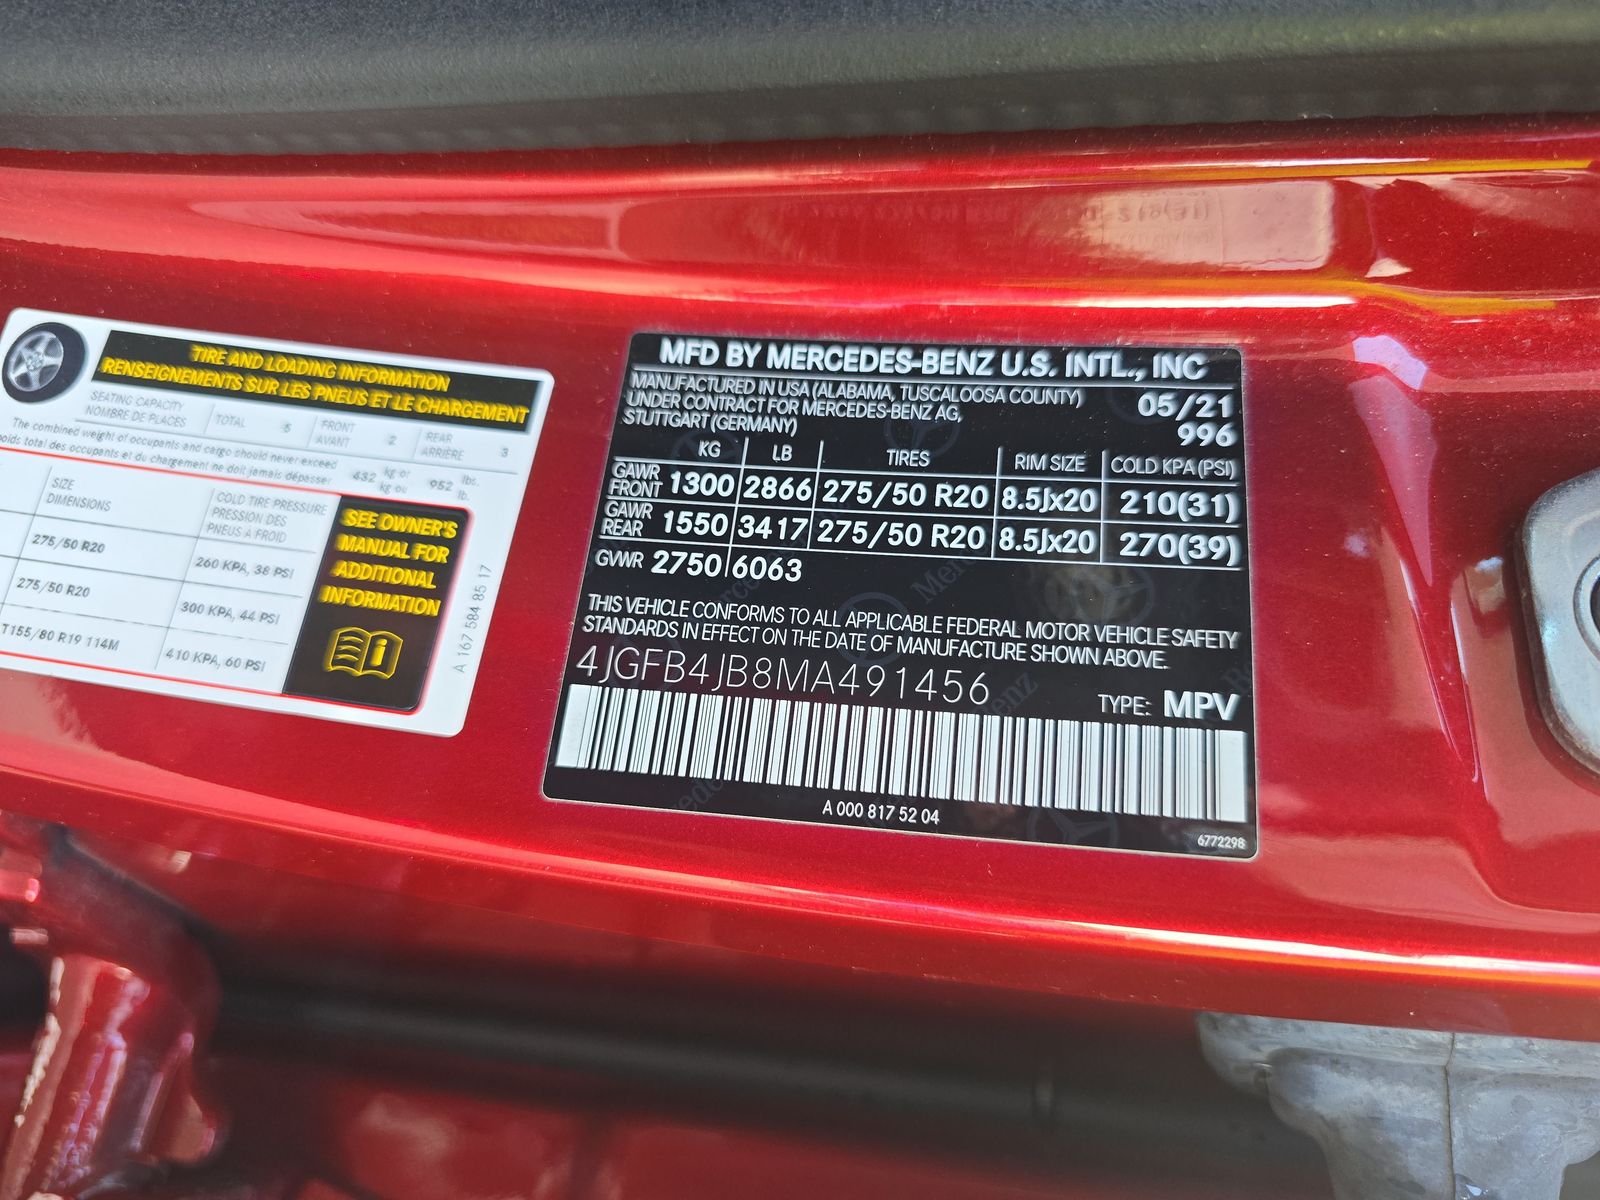 TIRE AND LOADING INFORMATION
RENSEIGNEMENTS SUR LES PNEUS ET LE CHARGEMENT
SEATING CAPACITY
NOMBRE DE PLACES
TOTAL 5
FRONT
AVANT 2
REAR
ARRIÈRE 3
The combined weight of occupants and cargo should never exceed
poids total des occupants et du chargement ne doit jamais dépasser
432 kg or
kg ou 952 lbs.
lb.
SIZE
DIMENSIONS
COLD TIRE PRESSURE
PRESSION DES
PNEUS À FROID
275/50 R20 260 KPA, 38 PSI
275/50 R20 300 KPA, 44 PSI
T155/80 R19 114M 410 KPA, 60 PSI
SEE OWNER'S
MANUAL FOR
ADDITIONAL
INFORMATION
A 167 584 85 17
MFD BY MERCEDES-BENZ U.S. INTL., INC
MANUFACTURED IN USA (ALABAMA, TUSCALOOSA COUNTY)
UNDER CONTRACT FOR MERCEDES-BENZ AG,
STUTTGART (GERMANY)
05/21
996
KG LB TIRES RIM SIZE COLD KPA (PSI)
GAWR
FRONT 1300 2866 275/50 R20 8.5Jx20 210(31)
GAWR
REAR 1550 3417 275/50 R20 8.5Jx20 270(39)
GVWR 2750 6063
THIS VEHICLE CONFORMS TO ALL APPLICABLE FEDERAL MOTOR VEHICLE SAFETY
STANDARDS IN EFFECT ON THE DATE OF MANUFACTURE SHOWN ABOVE.
4JGFB4JB8MA491456
TYPE: MPV
A 000 817 52 04
6772298